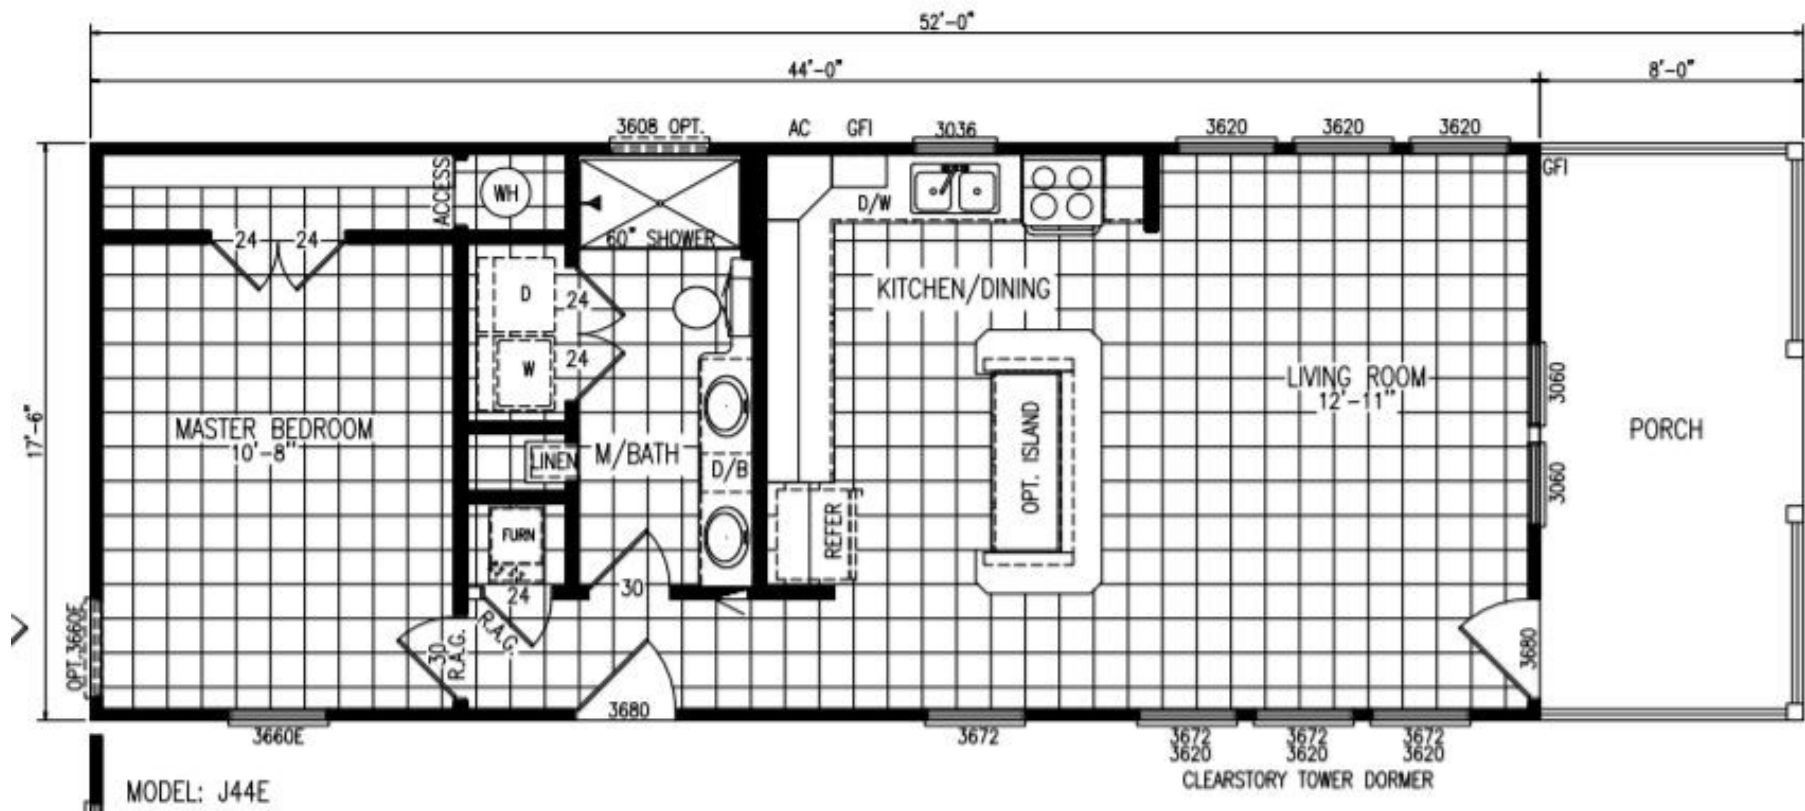 52'-0"
44'-0"
8'-0"
3608 OPT.
AC
GFI
3036
3620
3620
3620
ACCESS
WH
GFI
D/W
24
24
60" SHOWER
D
24
KITCHEN/DINING
W
24
LIVING ROOM
12'-11"
3060
17'-6"
MASTER BEDROOM
10'-8"
LINEN
M/BATH
D/B
OPT. ISLAND
PORCH
3060
FURN
REFER
24
30
R.A.G.
30
R.A.G.
OPT.3660E
3680
3680
3660E
3672
3672
3620
3672
3620
3672
3620
CLEARSTORY TOWER DORMER
MODEL: J44E